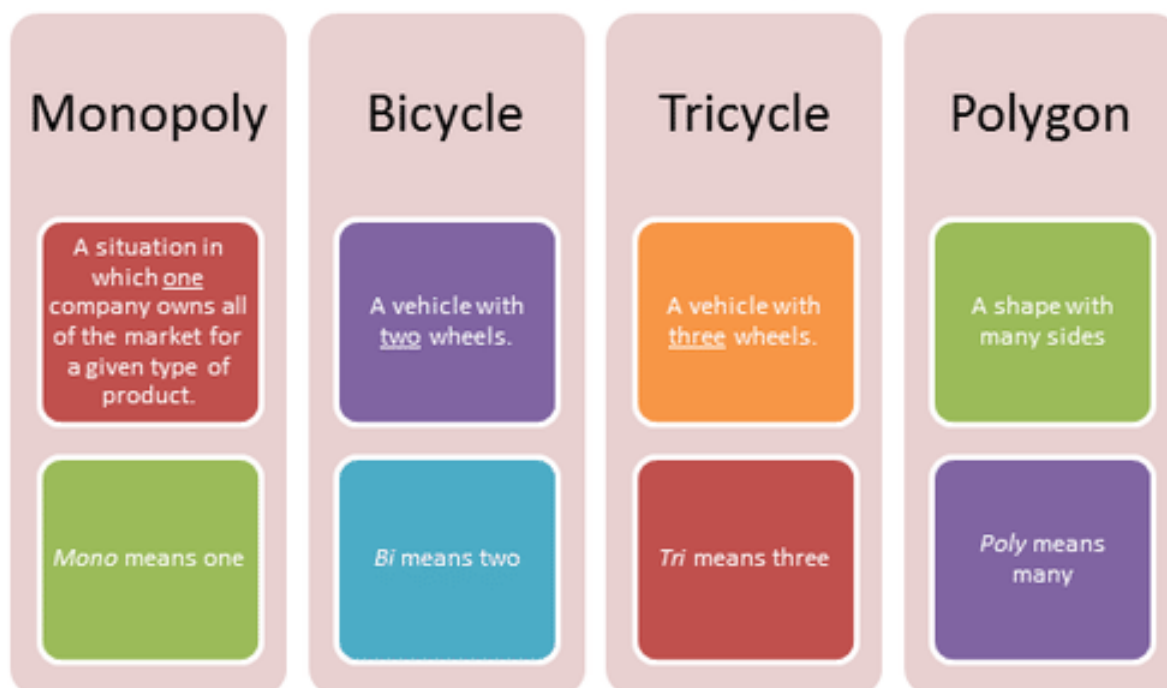 Monopoly
A situation in
which one
company owns all
of the market for
a given type of
product.
Mono means one
Bicycle
A vehicle with
two wheels.
Bi means two
Tricycle
A vehicle with
three wheels.
Tri means three
Polygon
A shape with
many sides
Poly means
many